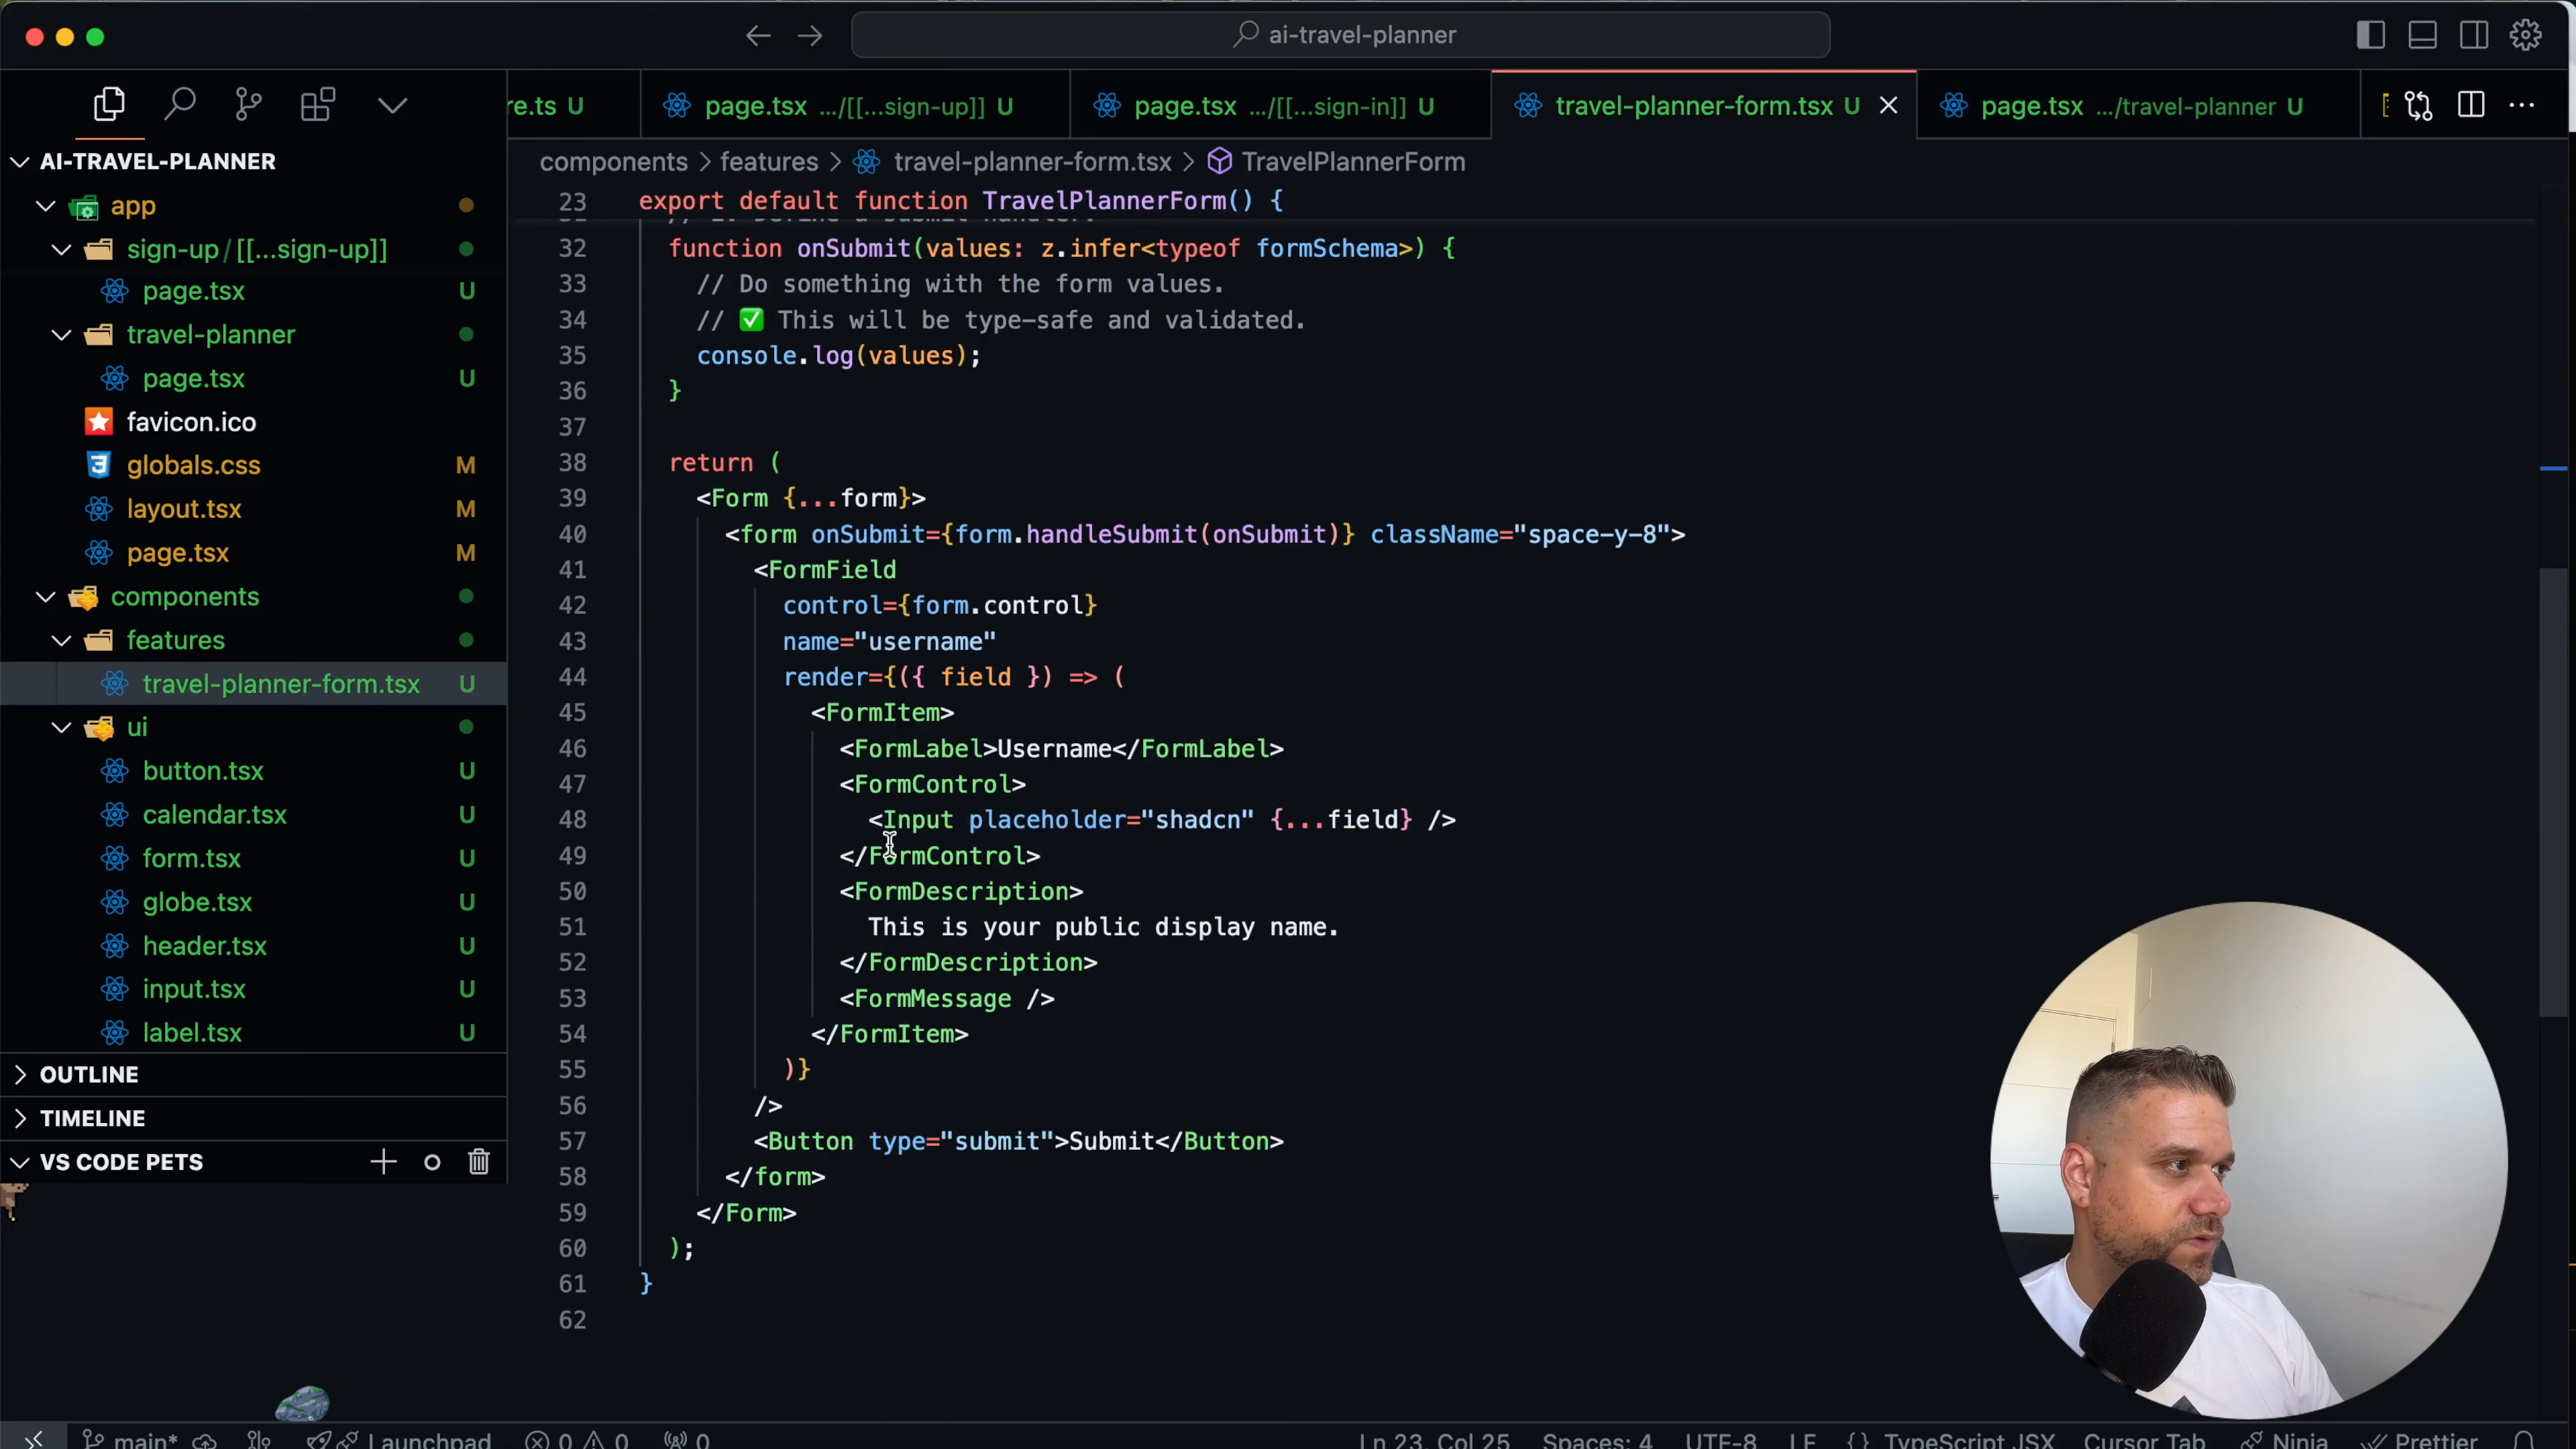 ai-travel-planner
re.ts U
page.tsx .../[[...sign-up]] U
page.tsx .../[[...sign-in]] U
travel-planner-form.tsx U
page.tsx .../travel-planner U
AI-TRAVEL-PLANNER
app
sign-up/[[...sign-up]]
page.tsx U
travel-planner
page.tsx U
favicon.ico
globals.css M
layout.tsx M
page.tsx M
components
features
travel-planner-form.tsx U
ui
button.tsx U
calendar.tsx U
form.tsx U
globe.tsx U
header.tsx U
input.tsx U
label.tsx U
OUTLINE
TIMELINE
VS CODE PETS
components > features > travel-planner-form.tsx > TravelPlannerForm
23 export default function TravelPlannerForm() {
32 function onSubmit(values: z.infer<typeof formSchema>) {
33 // Do something with the form values.
34 // ✅ This will be type-safe and validated.
35 console.log(values);
36 }
37
38 return (
39 <Form {...form}>
40 <form onSubmit={form.handleSubmit(onSubmit)} className="space-y-8">
41 <FormField
42 control={form.control}
43 name="username"
44 render={({ field }) => (
45 <FormItem>
46 <FormLabel>Username</FormLabel>
47 <FormControl>
48 <Input placeholder="shadcn" {...field} />
49 </FormControl>
50 <FormDescription>
51 This is your public display name.
52 </FormDescription>
53 <FormMessage />
54 </FormItem>
55 )}
56 />
57 <Button type="submit">Submit</Button>
58 </form>
59 </Form>
60 );
61 }
62
main* Launchpad 0 0 0 Ln 23, Col 25 Spaces: 4 UTF-8 LF {} TypeScript JSX Cursor Tab Ninja Prettier